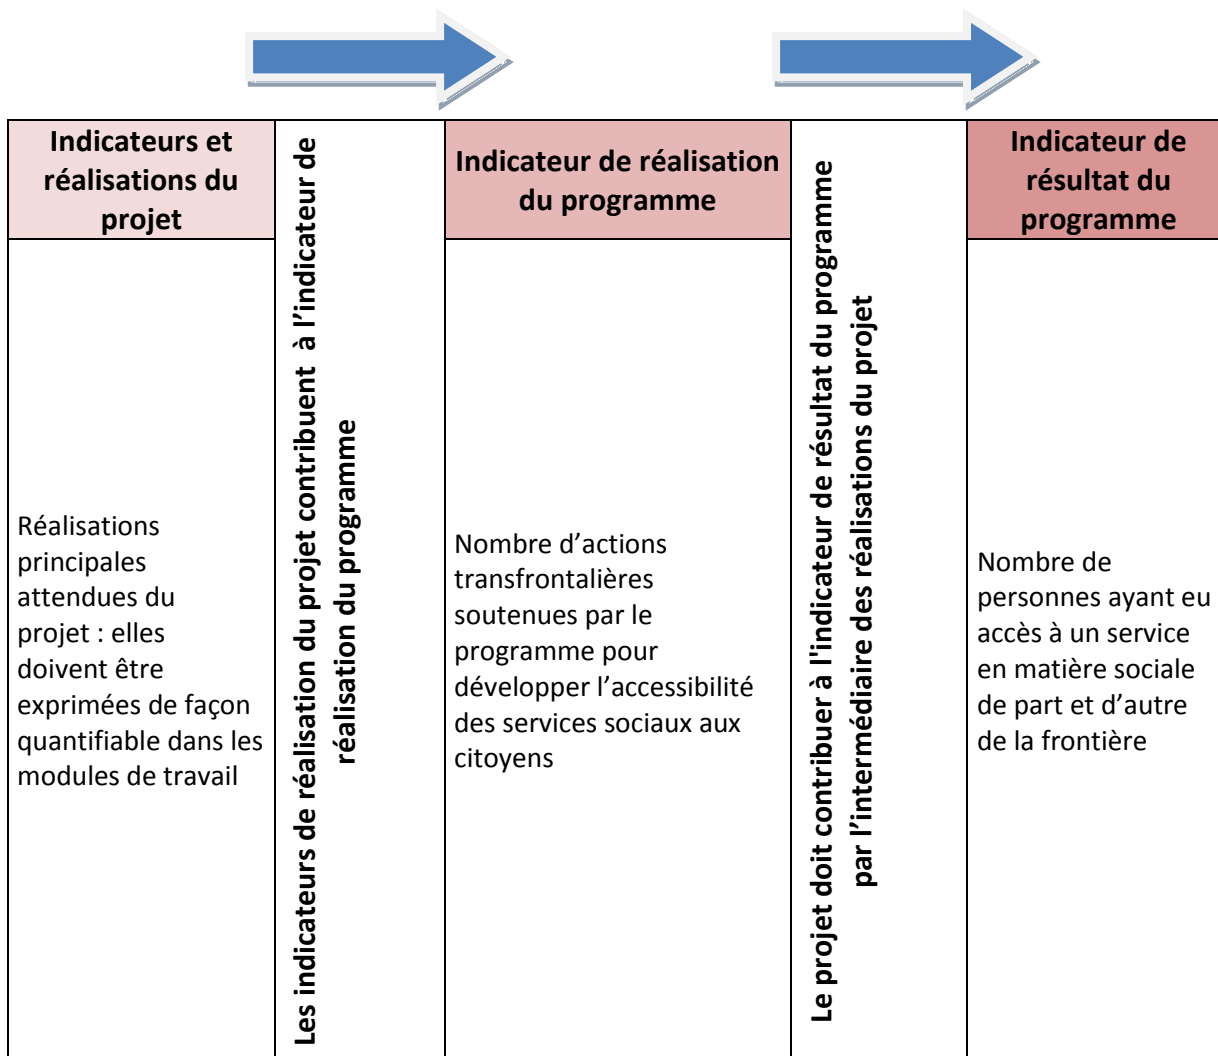 Indicateurs et
réalisations du
projet
Réalisations
principales
attendues du
projet : elles
doivent être
exprimées de façon
quantifiable dans les
modules de travail
Les indicateurs de réalisation du projet contribuent à l’indicateur de
réalisation du programme
Indicateur de réalisation
du programme
Nombre d’actions
transfrontalières
soutenues par le
programme pour
développer l’accessibilité
des services sociaux aux
citoyens
Le projet doit contribuer à l'indicateur de résultat du programme
par l’intermédiaire des réalisations du projet
Indicateur de
résultat du
programme
Nombre de
personnes ayant eu
accès à un service
en matière sociale
de part et d’autre
de la frontière